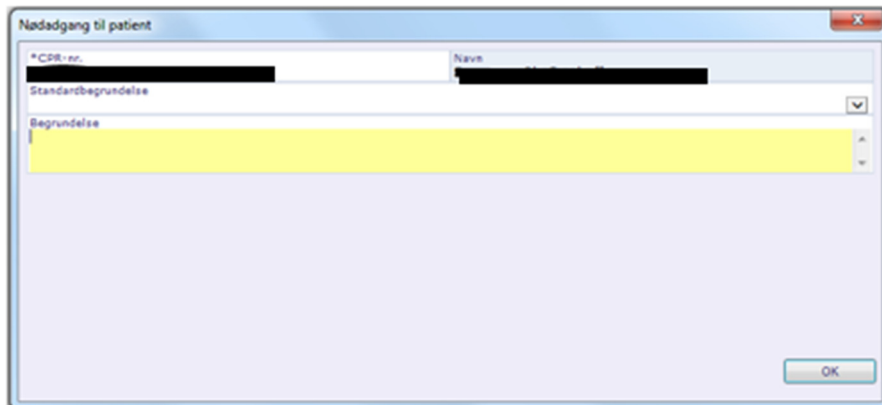 Nødadgang til patient
*CPR-nr.
Navn
Standardbegrundelse
Begrundelse
OK